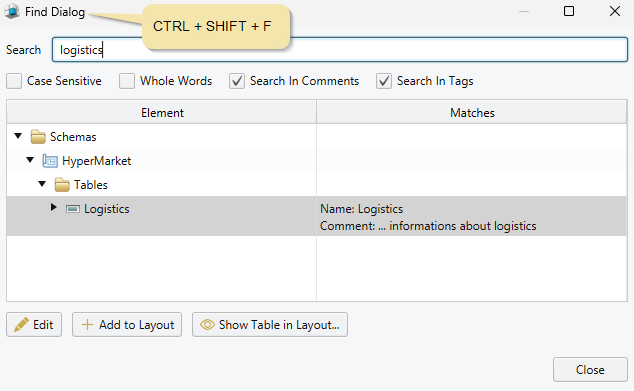 Find Dialog
CTRL + SHIFT + F
Search
logistics
Case Sensitive Whole Words Search In Comments Search In Tags
Element Matches
Schemas
HyperMarket
Tables
Logistics Name: Logistics
Comment: ... informations about logistics
Edit Add to Layout Show Table in Layout...
Close